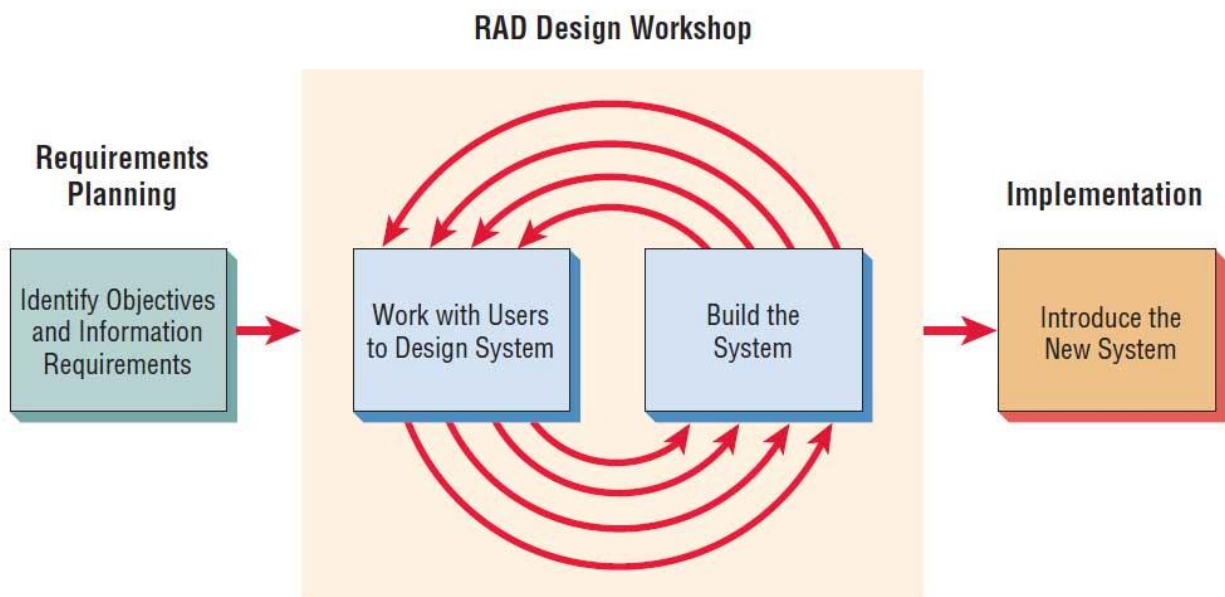 RAD Design Workshop
Requirements
Planning
Identify Objectives
and Information
Requirements
Work with Users
to Design System
Build the
System
Implementation
Introduce the
New System